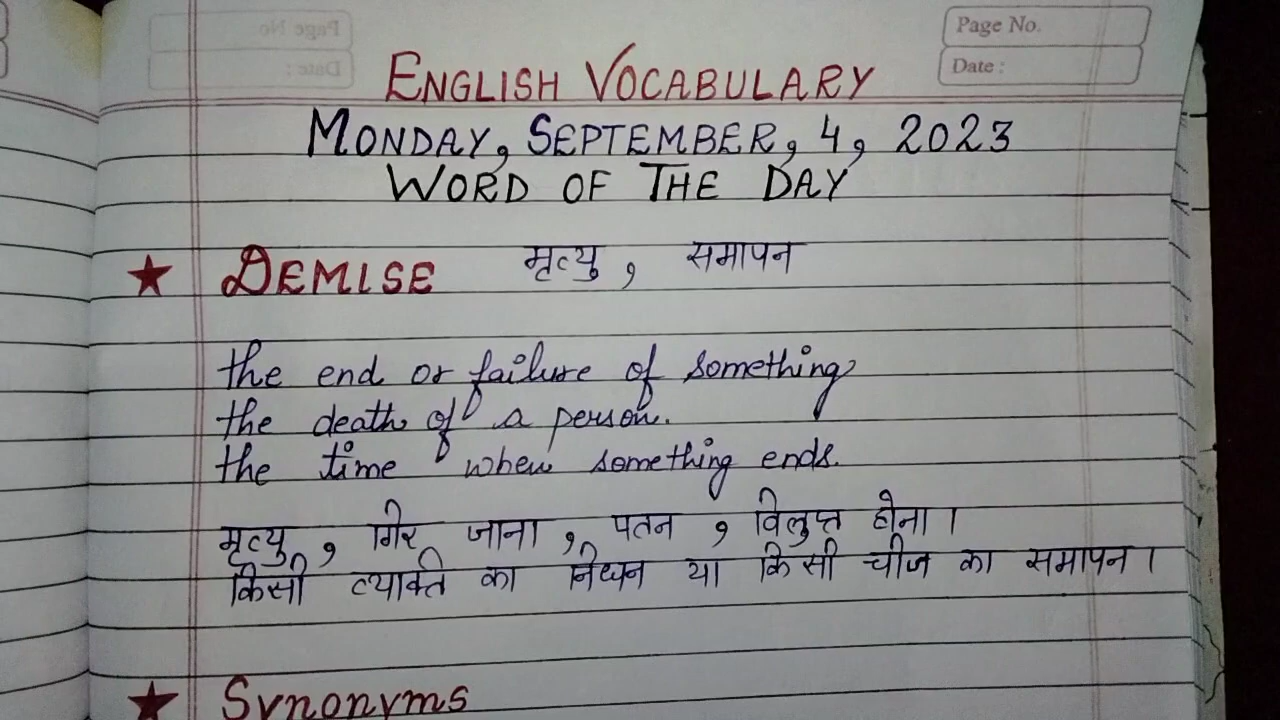 Page No.
Date :
ENGLISH VOCABULARY
MONDAY, SEPTEMBER, 4, 2023
WORD OF THE DAY
★ DEMISE मृत्यु, समापन
the end or failure of something
the death of a person.
the time when something ends.
मृत्यु, गिर जाना, पतन, विलुप्त होना।
किसी व्यक्ति का निधन या किसी चीज का समापन।
★ Synonyms